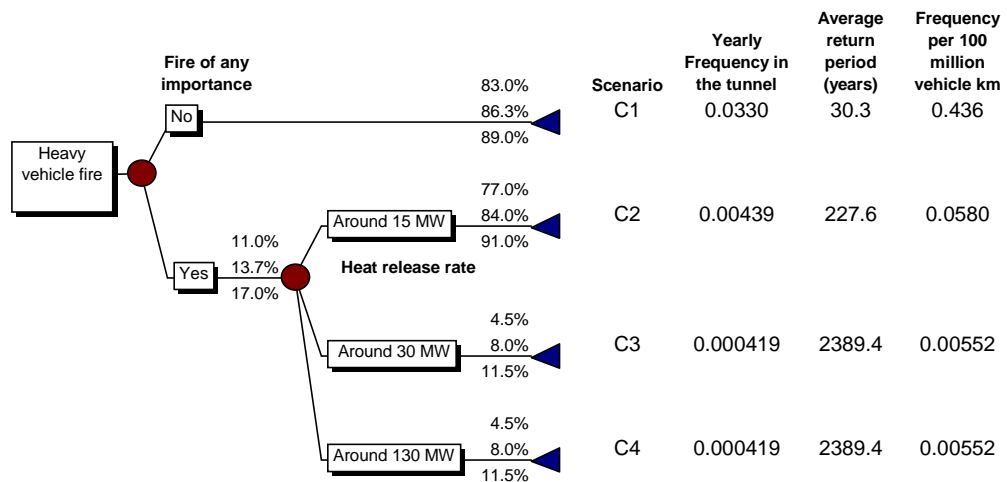 Fire of any
importance
Scenario
Yearly
Frequency in
the tunnel
Average
return
period
(years)
Frequency
per 100
million
vehicle km
83.0%
No
86.3%
89.0%
C1
0.0330
30.3
0.436
Heavy
vehicle fire
77.0%
Around 15 MW
84.0%
91.0%
C2
0.00439
227.6
0.0580
11.0%
Yes
13.7%
17.0%
Heat release rate
4.5%
Around 30 MW
8.0%
11.5%
C3
0.000419
2389.4
0.00552
4.5%
Around 130 MW
8.0%
11.5%
C4
0.000419
2389.4
0.00552